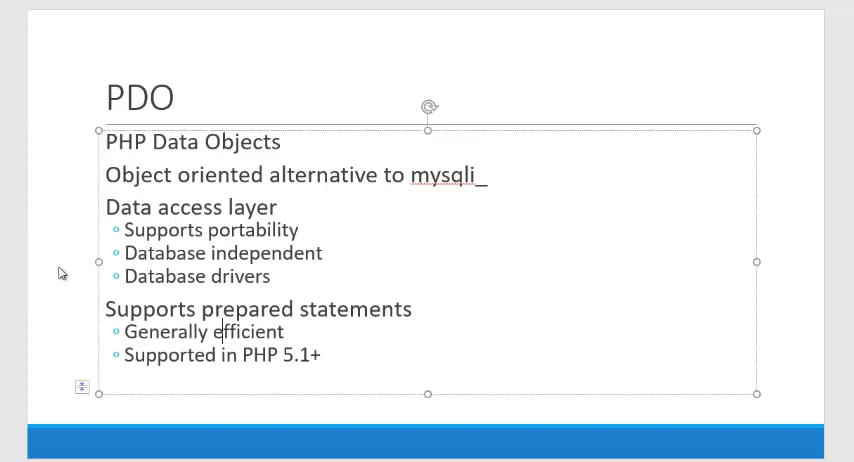 PDO
PHP Data Objects
Object oriented alternative to mysqli_
Data access layer
Supports portability
Database independent
Database drivers
Supports prepared statements
Generally efficient
Supported in PHP 5.1+